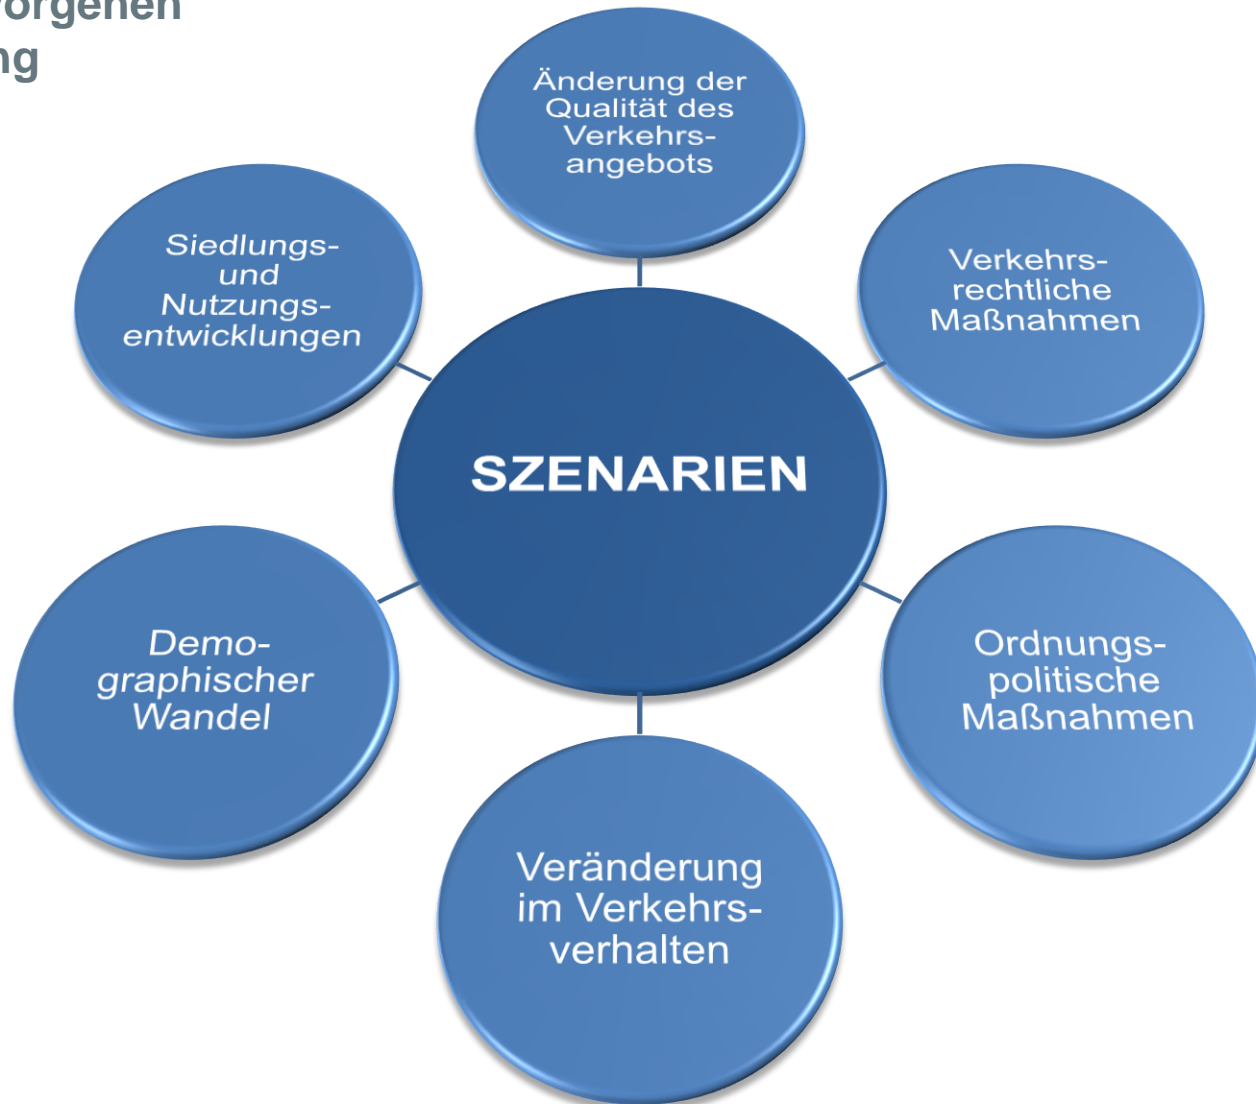 ng
Änderung der
Qualität des
Verkehrs-
angebots
Verkehrs-
rechtliche
Maßnahmen
Ordnungs-
politische
Maßnahmen
Veränderung
im Verkehrs-
verhalten
Demo-
graphischer
Wandel
Siedlungs-
und
Nutzungs-
entwicklungen
SZENARIEN